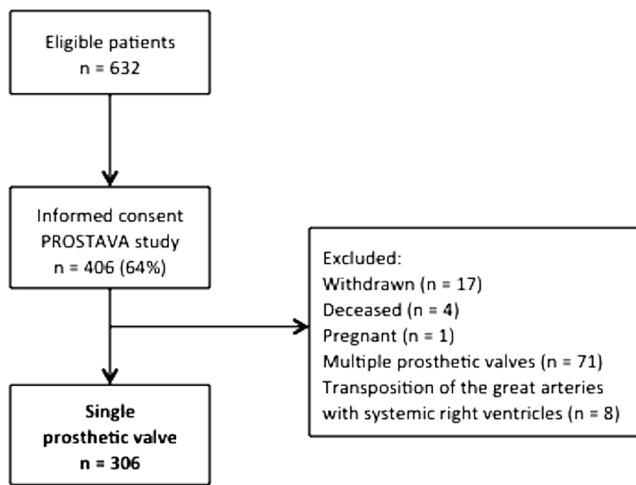 Eligible patients
n = 632
Informed consent
PROSTAVA study
n = 406 (64%)
Excluded:
Withdrawn (n = 17)
Deceased (n = 4)
Pregnant (n = 1)
Multiple prosthetic valves (n = 71)
Transposition of the great arteries
with systemic right ventricles (n = 8)
Single
prosthetic valve
n = 306